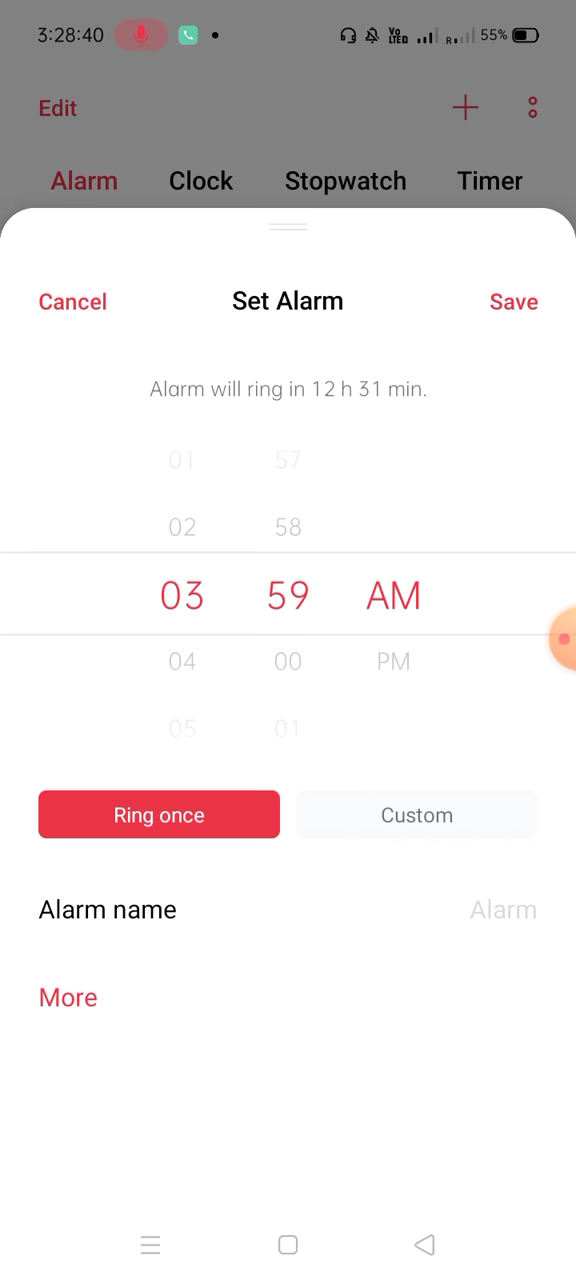 3:28:40 VO LTED R 55%
Edit
Alarm Clock Stopwatch Timer
Cancel Set Alarm Save
Alarm will ring in 12 h 31 min.
01 57
02 58
03 59 AM
04 00 PM
05 01
Ring once Custom
Alarm name Alarm
More